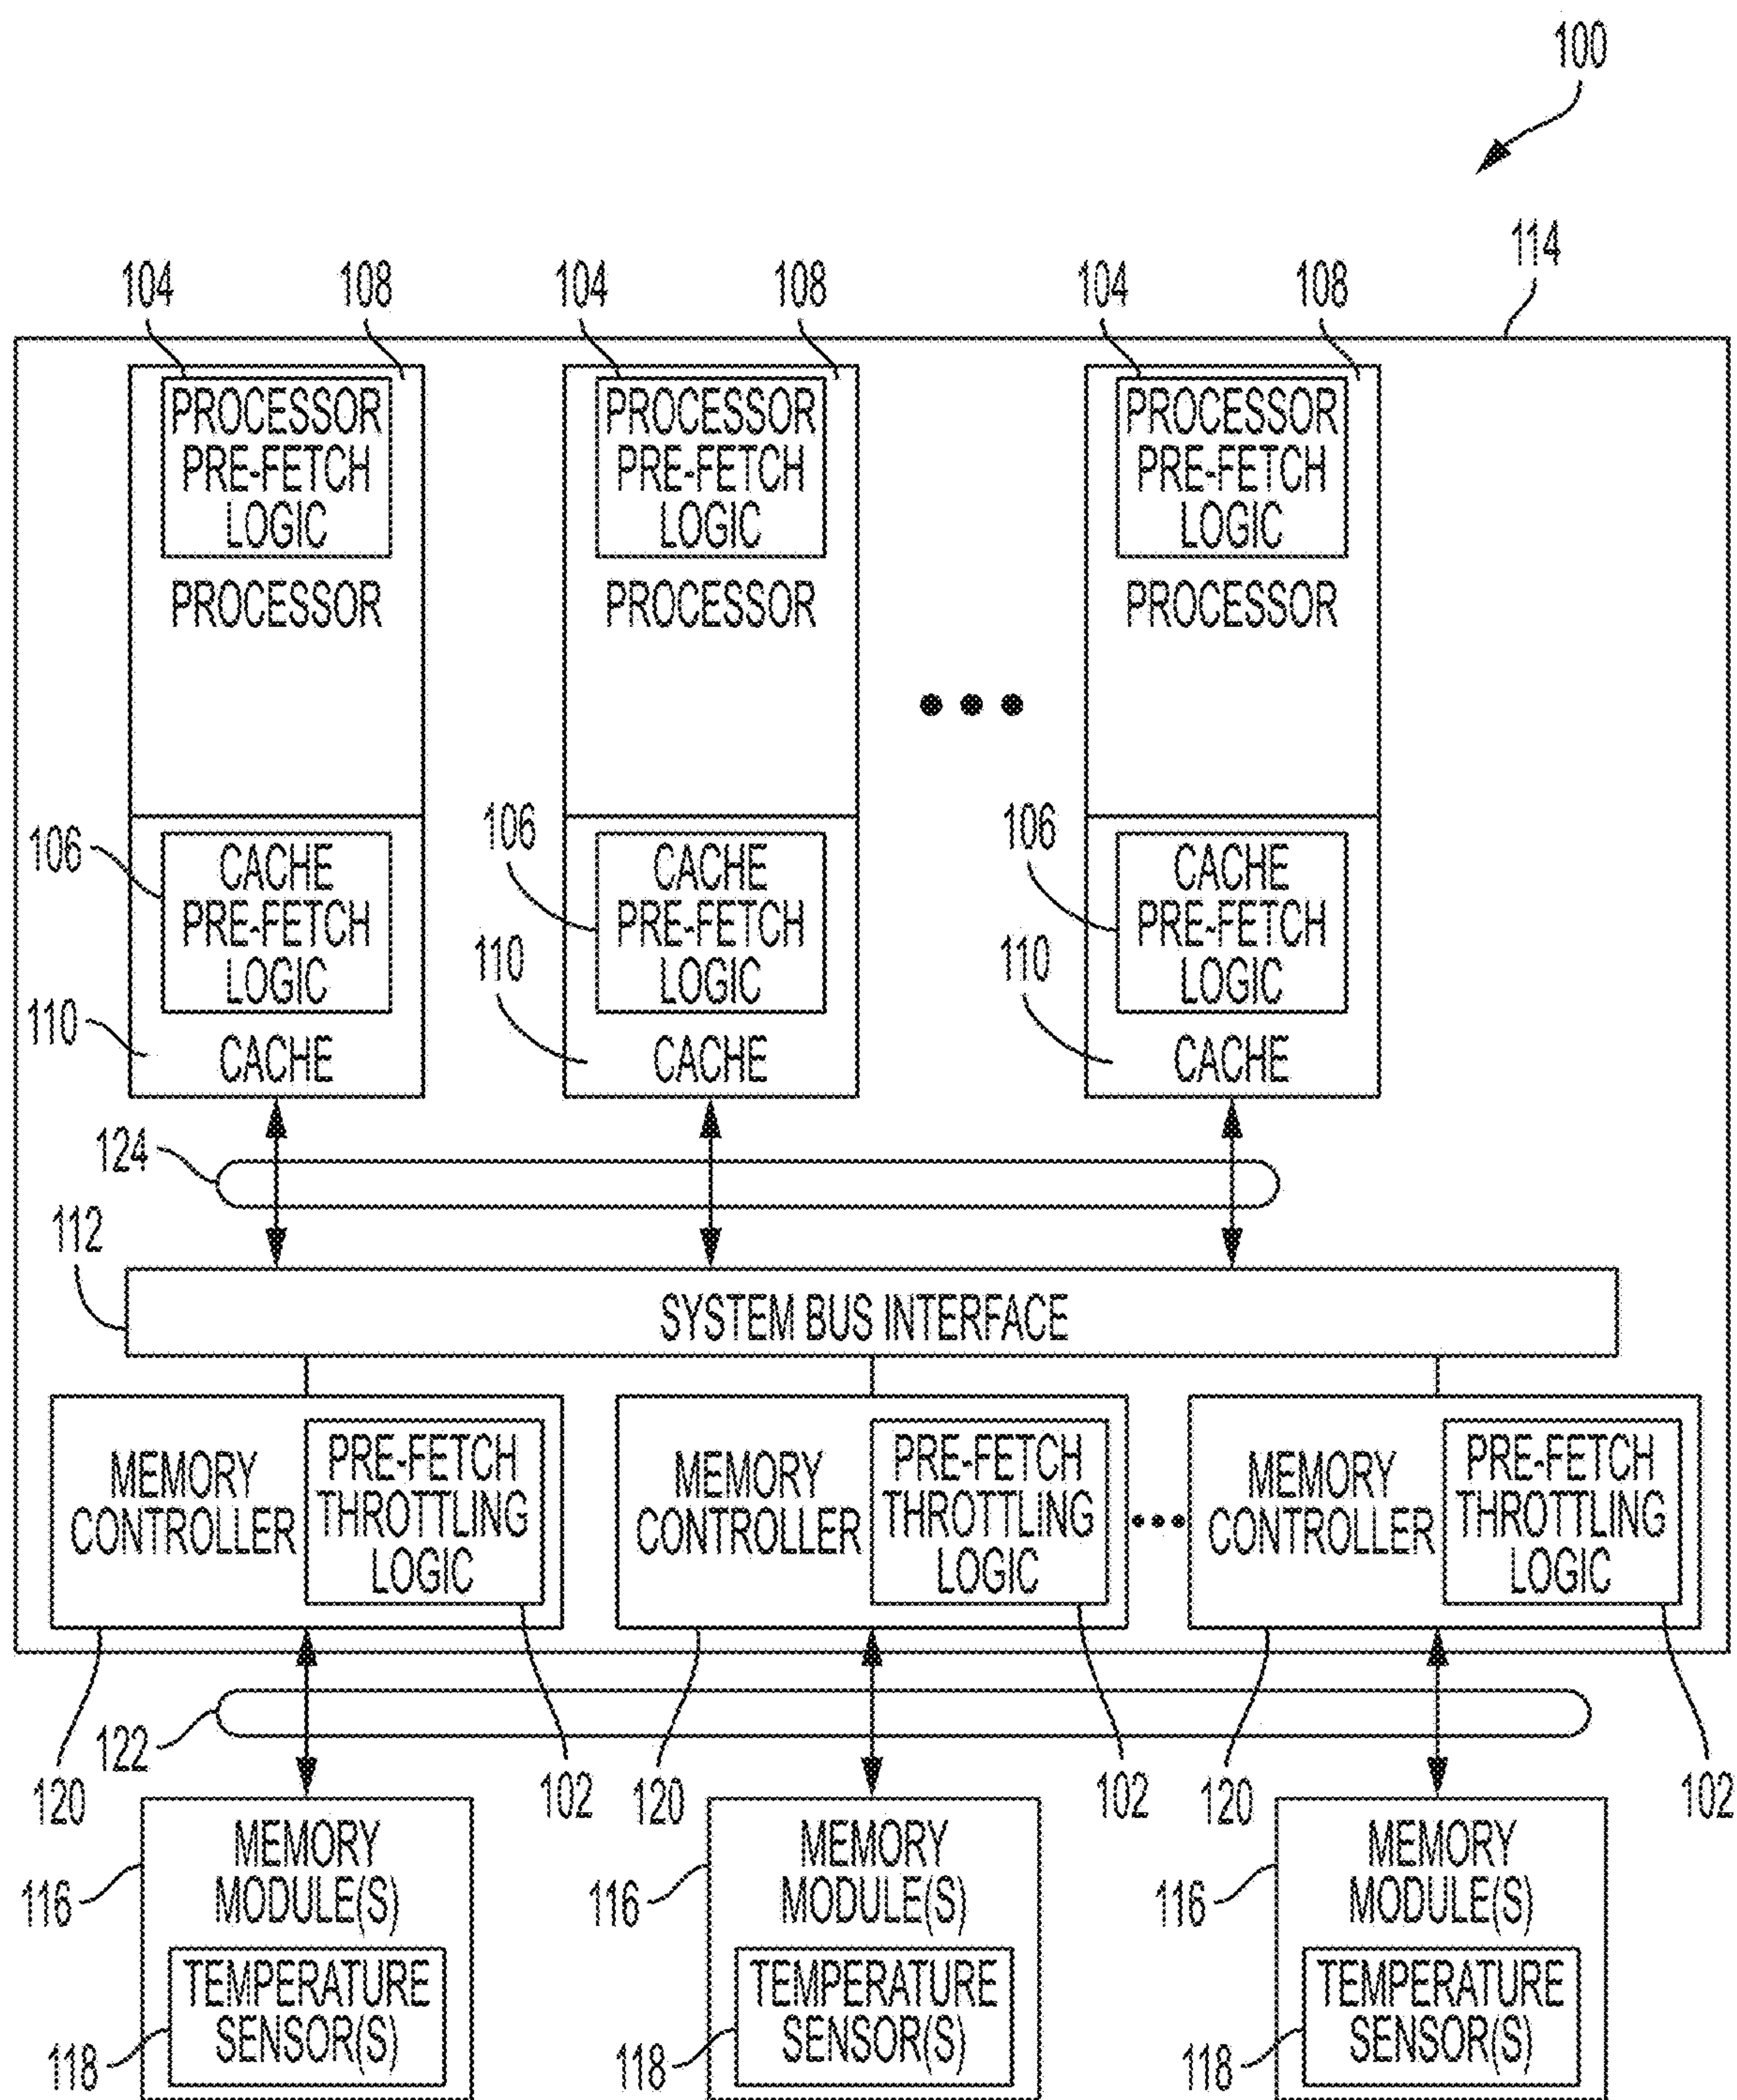 100
114
104
108
104
108
104
108
PROCESSOR
PRE-FETCH
LOGIC
PROCESSOR
PROCESSOR
PRE-FETCH
LOGIC
PROCESSOR
PROCESSOR
PRE-FETCH
LOGIC
PROCESSOR
106
CACHE
PRE-FETCH
LOGIC
110
CACHE
106
CACHE
PRE-FETCH
LOGIC
110
CACHE
106
CACHE
PRE-FETCH
LOGIC
110
CACHE
124
112
SYSTEM BUS INTERFACE
MEMORY
CONTROLLER
PRE-FETCH
THROTTLING
LOGIC
MEMORY
CONTROLLER
PRE-FETCH
THROTTLING
LOGIC
MEMORY
CONTROLLER
PRE-FETCH
THROTTLING
LOGIC
122
120
102
120
102
120
102
116
MEMORY
MODULE(S)
118
TEMPERATURE
SENSOR(S)
116
MEMORY
MODULE(S)
118
TEMPERATURE
SENSOR(S)
116
MEMORY
MODULE(S)
118
TEMPERATURE
SENSOR(S)